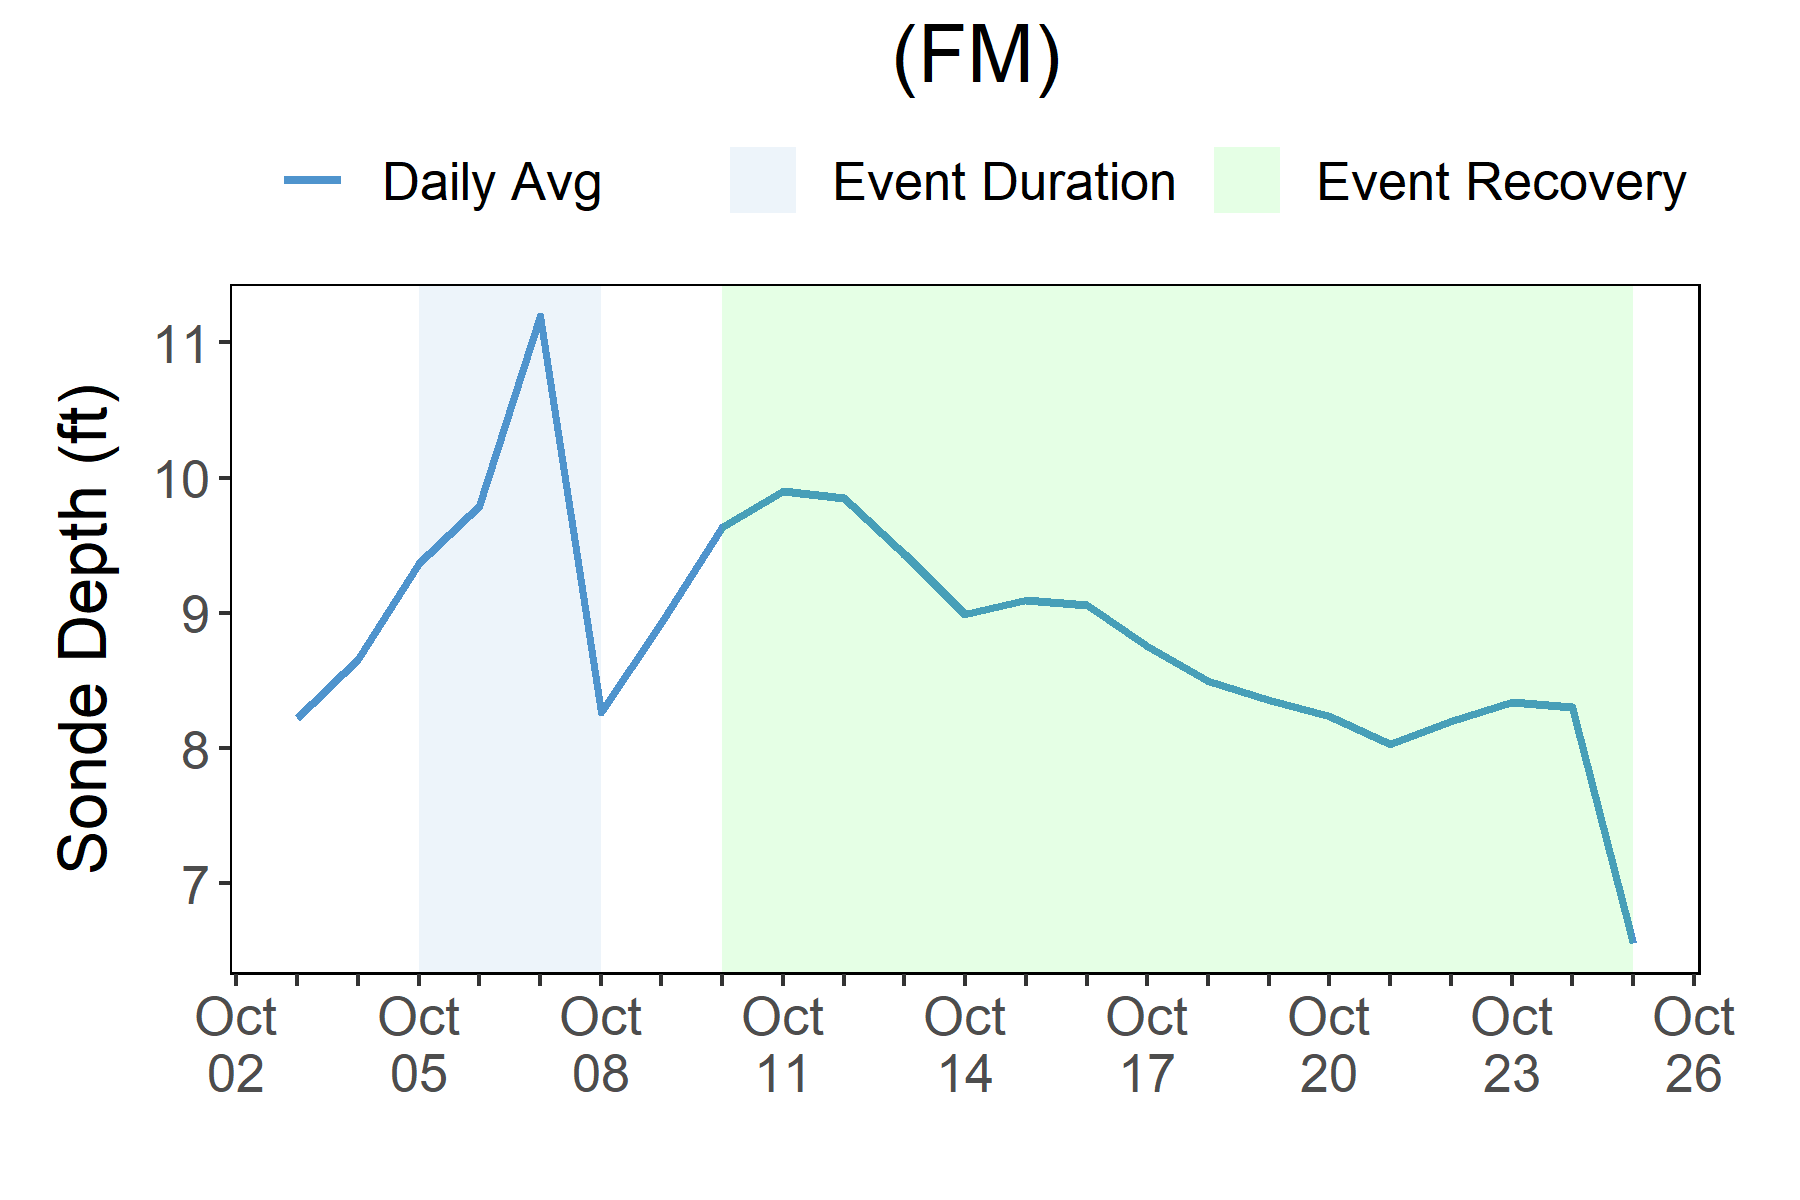 (FM)
Daily Avg Event Duration Event Recovery
Sonde Depth (ft)
11
10
9
8
7
Oct Oct Oct Oct Oct Oct Oct Oct Oct
02 05 08 11 14 17 20 23 26